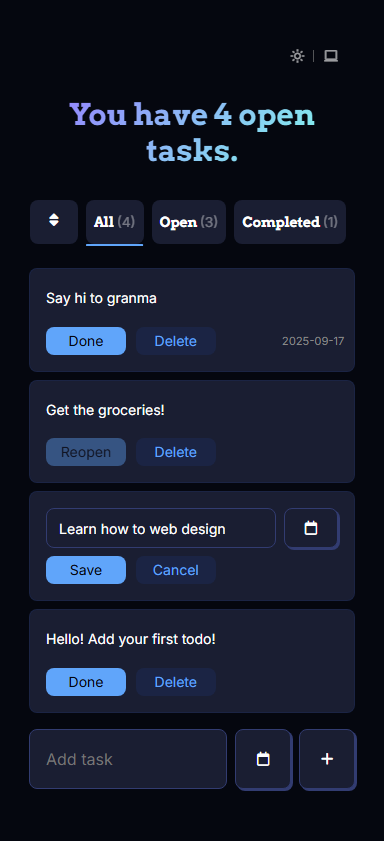 You have 4 open
tasks.
All (4) Open (3) Completed (1)
Say hi to granma
Done Delete 2025-09-17
Get the groceries!
Reopen Delete
Learn how to web design
Save Cancel
Hello! Add your first todo!
Done Delete
Add task